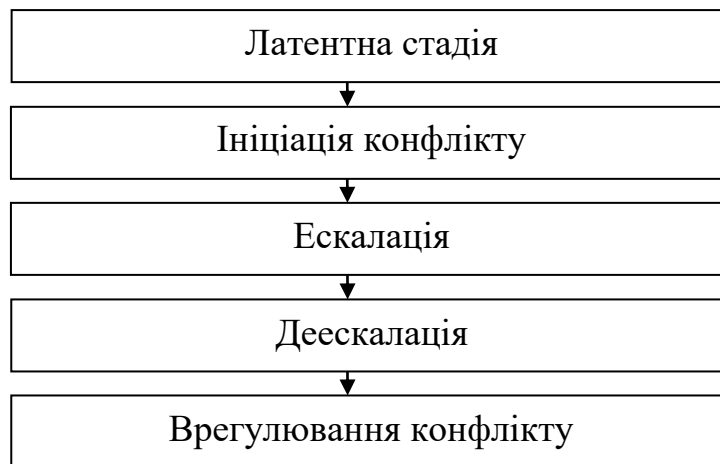 Латентна стадія
Ініціація конфлікту
Ескалація
Деескалація
Врегулювання конфлікту